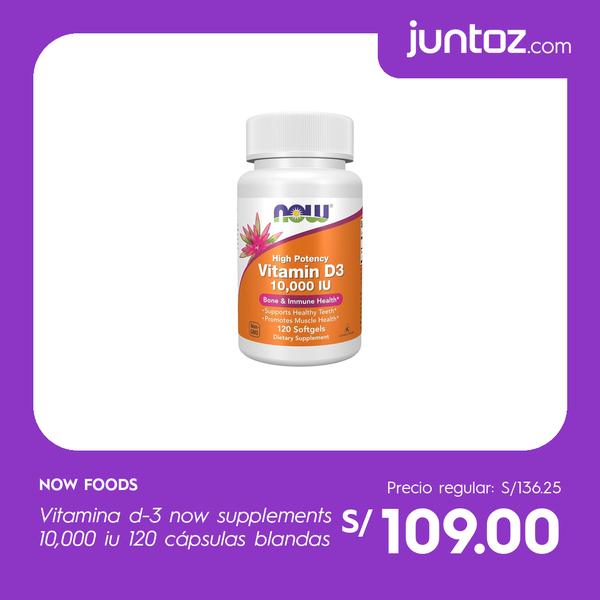 juntoz.com
NOW
High Potency
Vitamin D3
10,000 IU
Bone & Immune Health*
•Supports Healthy Teeth*
•Promotes Muscle Health*
120 Softgels
Dietary Supplement
NOW FOODS
Vitamina d-3 now supplements
10,000 iu 120 cápsulas blandas
Precio regular: S/136.25
S/109.00